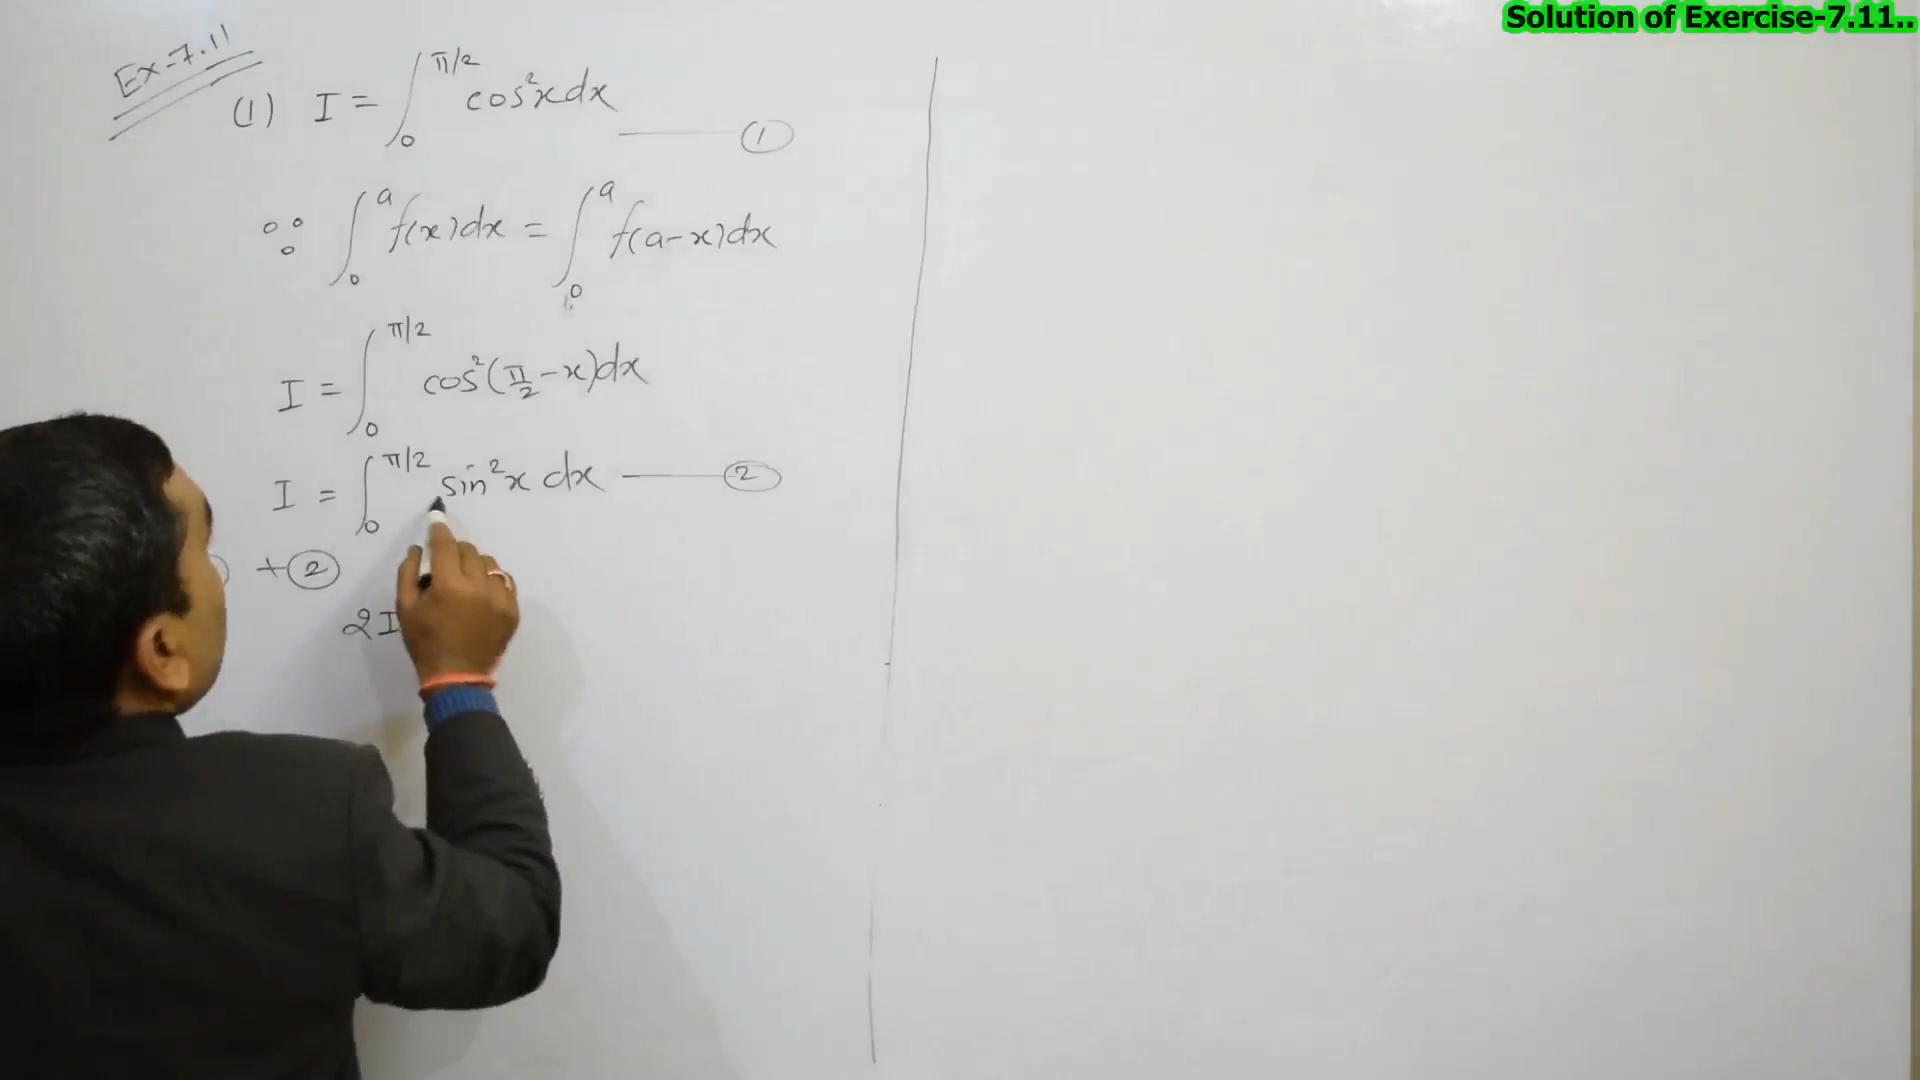 Solution of Exercise-7.11..
Ex-7.11
(1) I = ∫₀^π/2 cos²x dx ——— ①
∵ ∫₀^a f(x)dx = ∫₀^a f(a-x)dx
I = ∫₀^π/2 cos²(π/2 - x)dx
I = ∫₀^π/2 sin²x dx ——— ②
+ ②
2I